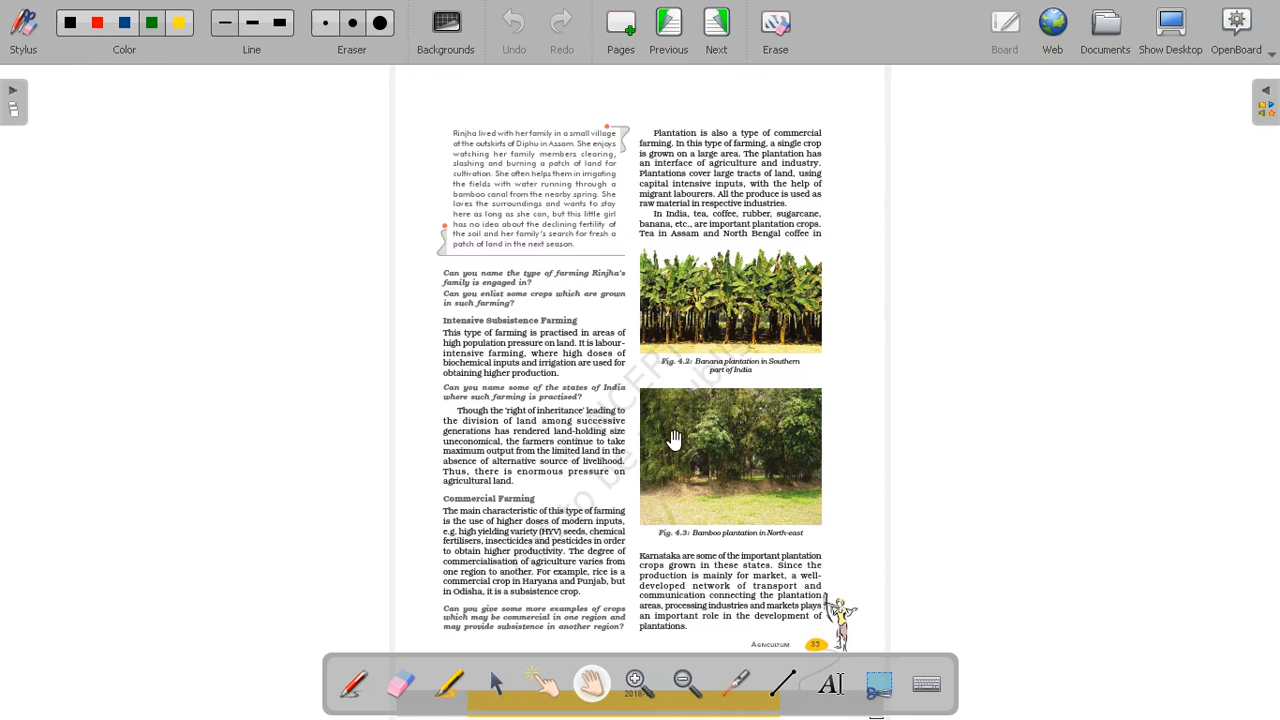 Stylus
Color
Line
Eraser
Backgrounds
Undo
Redo
Pages
Previous
Next
Erase
Board
Web
Documents
Show Desktop
OpenBoard
Rinjha lived with her family in a small village
at the outskirts of Diphu in Assam. She enjoys
watching her family members clearing,
slashing and burning a patch of land for
cultivation. She often helps them in irrigating
the fields with water running through a
bamboo canal from the nearby spring. She
loves the surroundings and wants to stay
here as long as she can, but this little girl
has no idea about the declining fertility of
the soil and her family's search for fresh a
patch of land in the next season.
Can you name the type of farming Rinjha's
family is engaged in?
Can you enlist some crops which are grown
in such farming?
Intensive Subsistence Farming
This type of farming is practised in areas of
high population pressure on land. It is labour-
intensive farming, where high doses of
biochemical inputs and irrigation are used for
obtaining higher production.
Can you name some of the states of India
where such farming is practised?
Though the 'right of inheritance' leading to
the division of land among successive
generations has rendered land-holding size
uneconomical, the farmers continue to take
maximum output from the limited land in the
absence of alternative source of livelihood.
Thus, there is enormous pressure on
agricultural land.
Commercial Farming
The main characteristic of this type of farming
is the use of higher doses of modern inputs,
e.g. high yielding variety (HYV) seeds, chemical
fertilisers, insecticides and pesticides in order
to obtain higher productivity. The degree of
commercialisation of agriculture varies from
one region to another. For example, rice is a
commercial crop in Haryana and Punjab, but
in Odisha, it is a subsistence crop.
Can you give some more examples of crops
which may be commercial in one region and
may provide subsistence in another region?
Plantation is also a type of commercial
farming. In this type of farming, a single crop
is grown on a large area. The plantation has
an interface of agriculture and industry.
Plantations cover large tracts of land, using
capital intensive inputs, with the help of
migrant labourers. All the produce is used as
raw material in respective industries.
In India, tea, coffee, rubber, sugarcane,
banana, etc., are important plantation crops.
Tea in Assam and North Bengal coffee in
Fig. 4.2: Banana plantation in Southern
part of India
Fig. 4.3: Bamboo plantation in North-east
Karnataka are some of the important plantation
crops grown in these states. Since the
production is mainly for market, a well-
developed network of transport and
communication connecting the plantation
areas, processing industries and markets plays
an important role in the development of
plantations.
AGRICULTURE 35
2018-